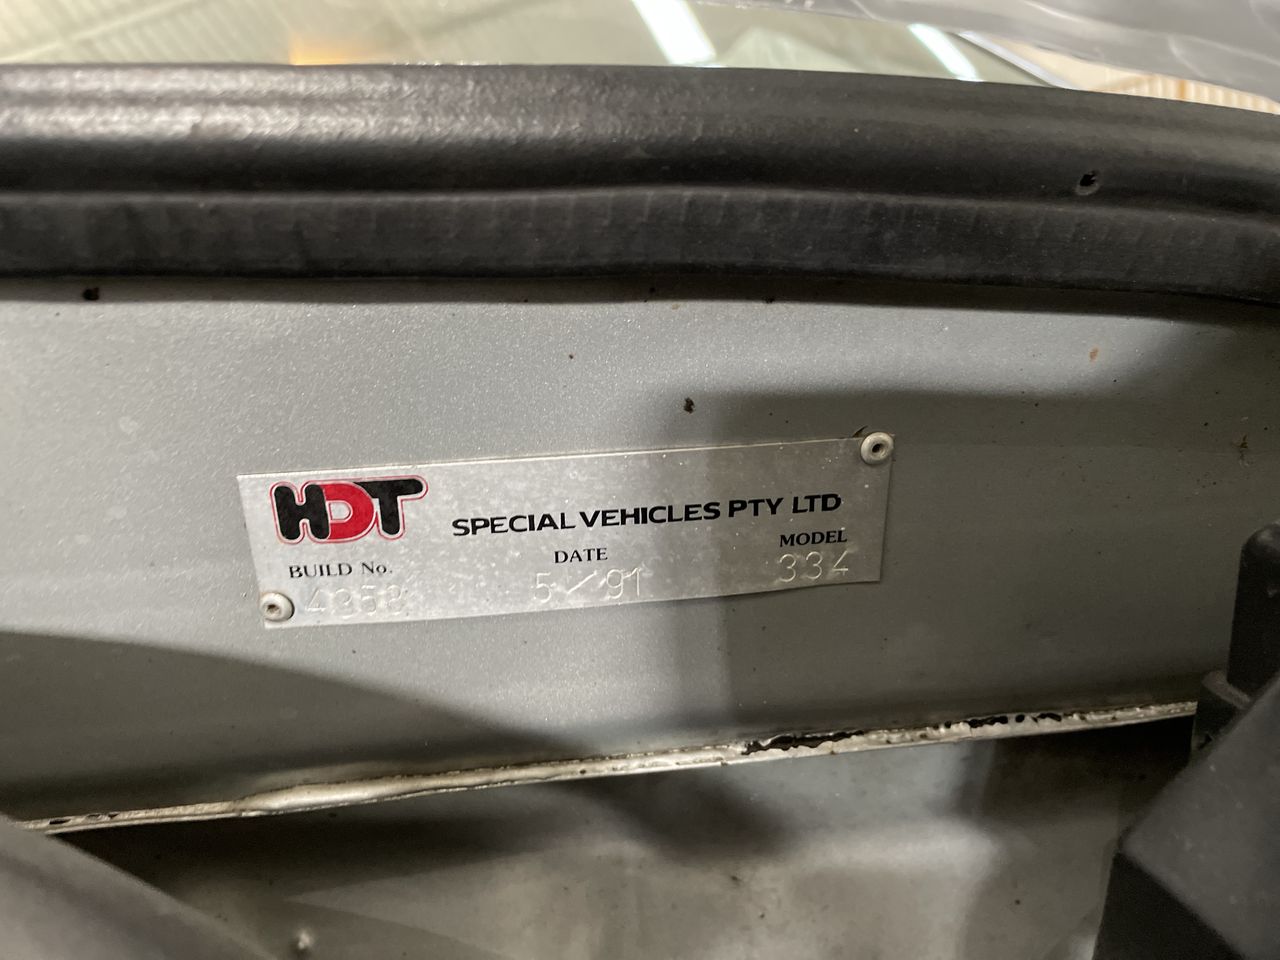 HDT SPECIAL VEHICLES PTY LTD
BUILD No. DATE MODEL
4358 5/91 334